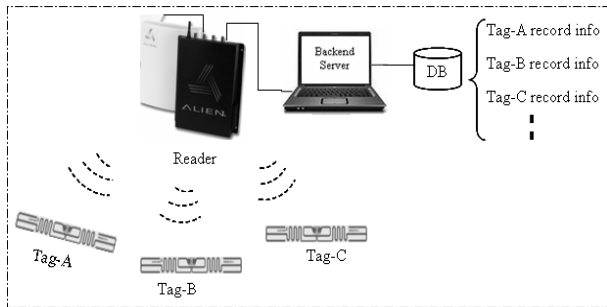 Tag-A record info
Backend
Server
Tag-B record info
DB
Tag-C record info
ALIEN
Reader
Tag-A
Tag-C
Tag-B